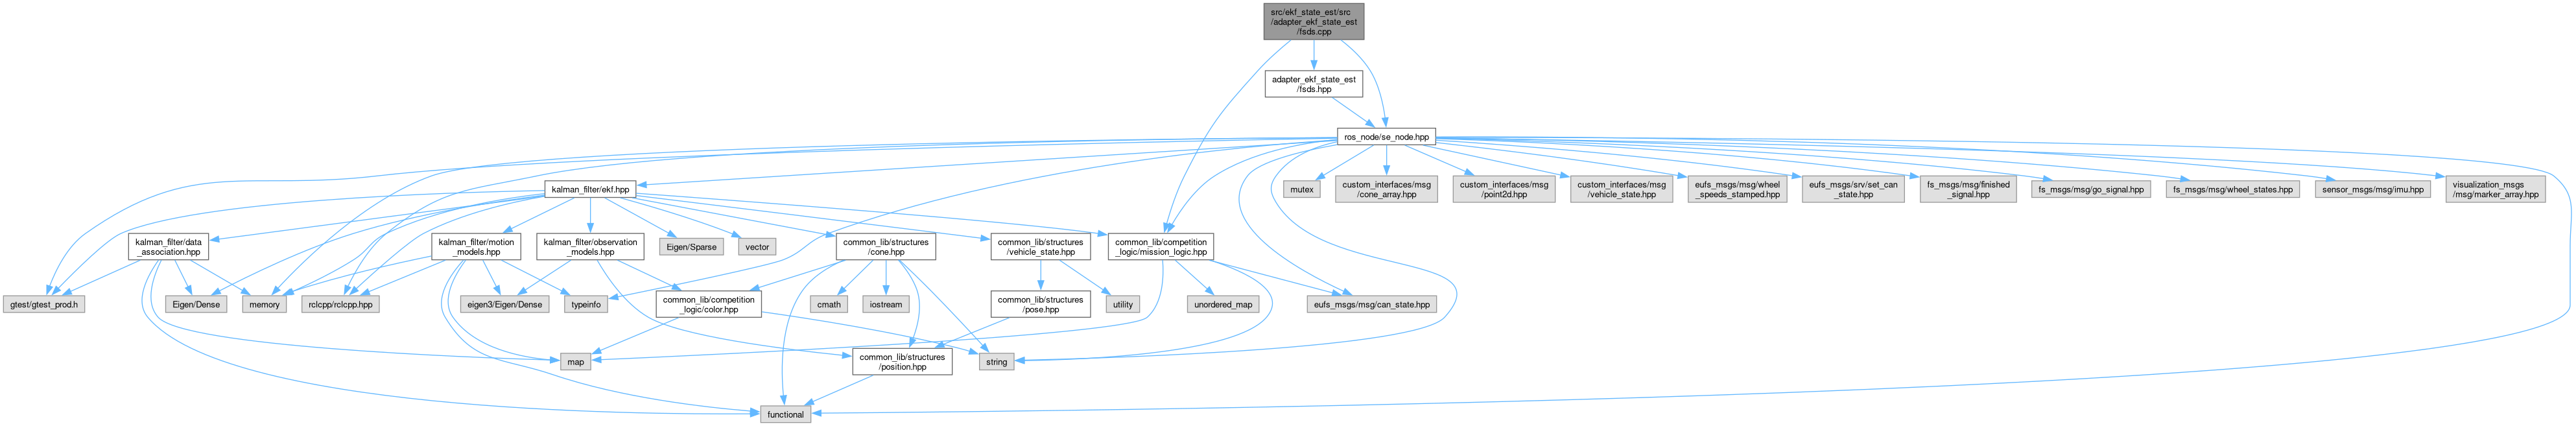 src/ekf_state_est/src
/adapter_ekf_state_est
/fsds.cpp
adapter_ekf_state_est
/fsds.hpp
ros_node/se_node.hpp
kalman_filter/ekf.hpp
mutex
custom_interfaces/msg
/cone_array.hpp
custom_interfaces/msg
/point2d.hpp
custom_interfaces/msg
/vehicle_state.hpp
eufs_msgs/msg/wheel
_speeds_stamped.hpp
eufs_msgs/srv/set_can
_state.hpp
fs_msgs/msg/finished
_signal.hpp
fs_msgs/msg/go_signal.hpp
fs_msgs/msg/wheel_states.hpp
sensor_msgs/msg/imu.hpp
visualization_msgs
/msg/marker_array.hpp
kalman_filter/data
_association.hpp
kalman_filter/motion
_models.hpp
kalman_filter/observation
_models.hpp
Eigen/Sparse
vector
common_lib/structures
/cone.hpp
common_lib/structures
/vehicle_state.hpp
common_lib/competition
_logic/mission_logic.hpp
gtest/gtest_prod.h
Eigen/Dense
memory
rclcpp/rclcpp.hpp
eigen3/Eigen/Dense
typeinfo
common_lib/competition
_logic/color.hpp
cmath
iostream
common_lib/structures
/pose.hpp
utility
unordered_map
eufs_msgs/msg/can_state.hpp
map
common_lib/structures
/position.hpp
string
functional